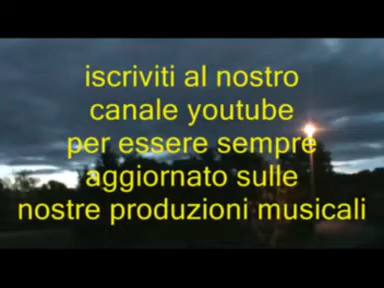 iscriviti al nostro
canale youtube
per essere sempre
aggiornato sulle
nostre produzioni musicali